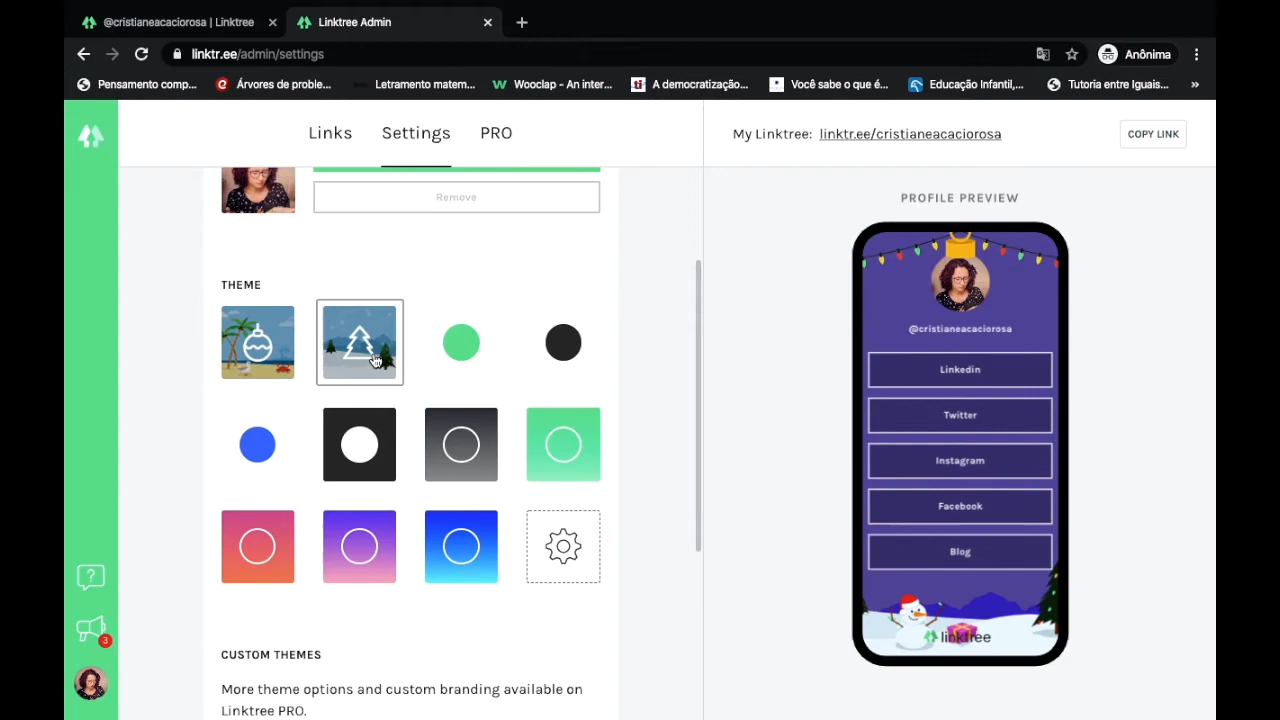 @cristianeacaciorosa | Linktree
Linktree Admin
linktr.ee/admin/settings
Anônima
Pensamento comp...
Árvores de proble...
Letramento matem...
Wooclap - An inter...
A democratização...
Você sabe o que é...
Educação Infantil,...
Tutoria entre Iguais...
Links
Settings
PRO
My Linktree: linktr.ee/cristianeacaciorosa
COPY LINK
Remove
PROFILE PREVIEW
THEME
@cristianeacaciorosa
Linkedin
Twitter
Instagram
Facebook
Blog
linktree
3
CUSTOM THEMES
More theme options and custom branding available on
Linktree PRO.